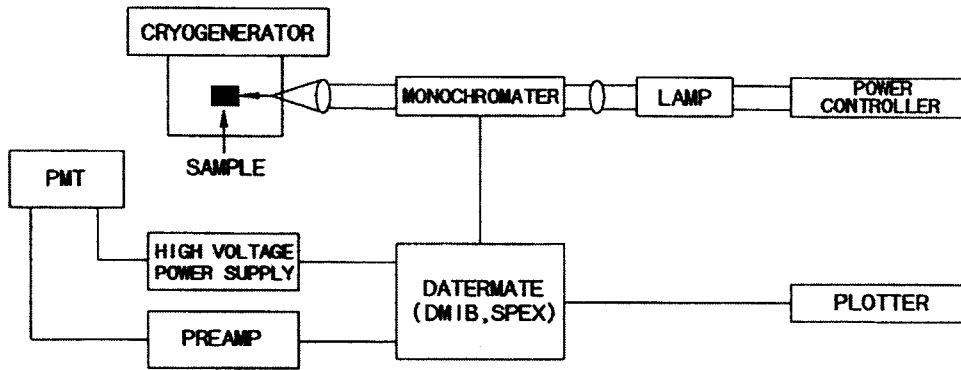 CRYOGENERATOR
MONOCHROMATER
LAMP
POWER
CONTROLLER
SAMPLE
PMT
HIGH VOLTAGE
POWER SUPPLY
DATERMATE
(DMIB,SPEX)
PLOTTER
PREAMP